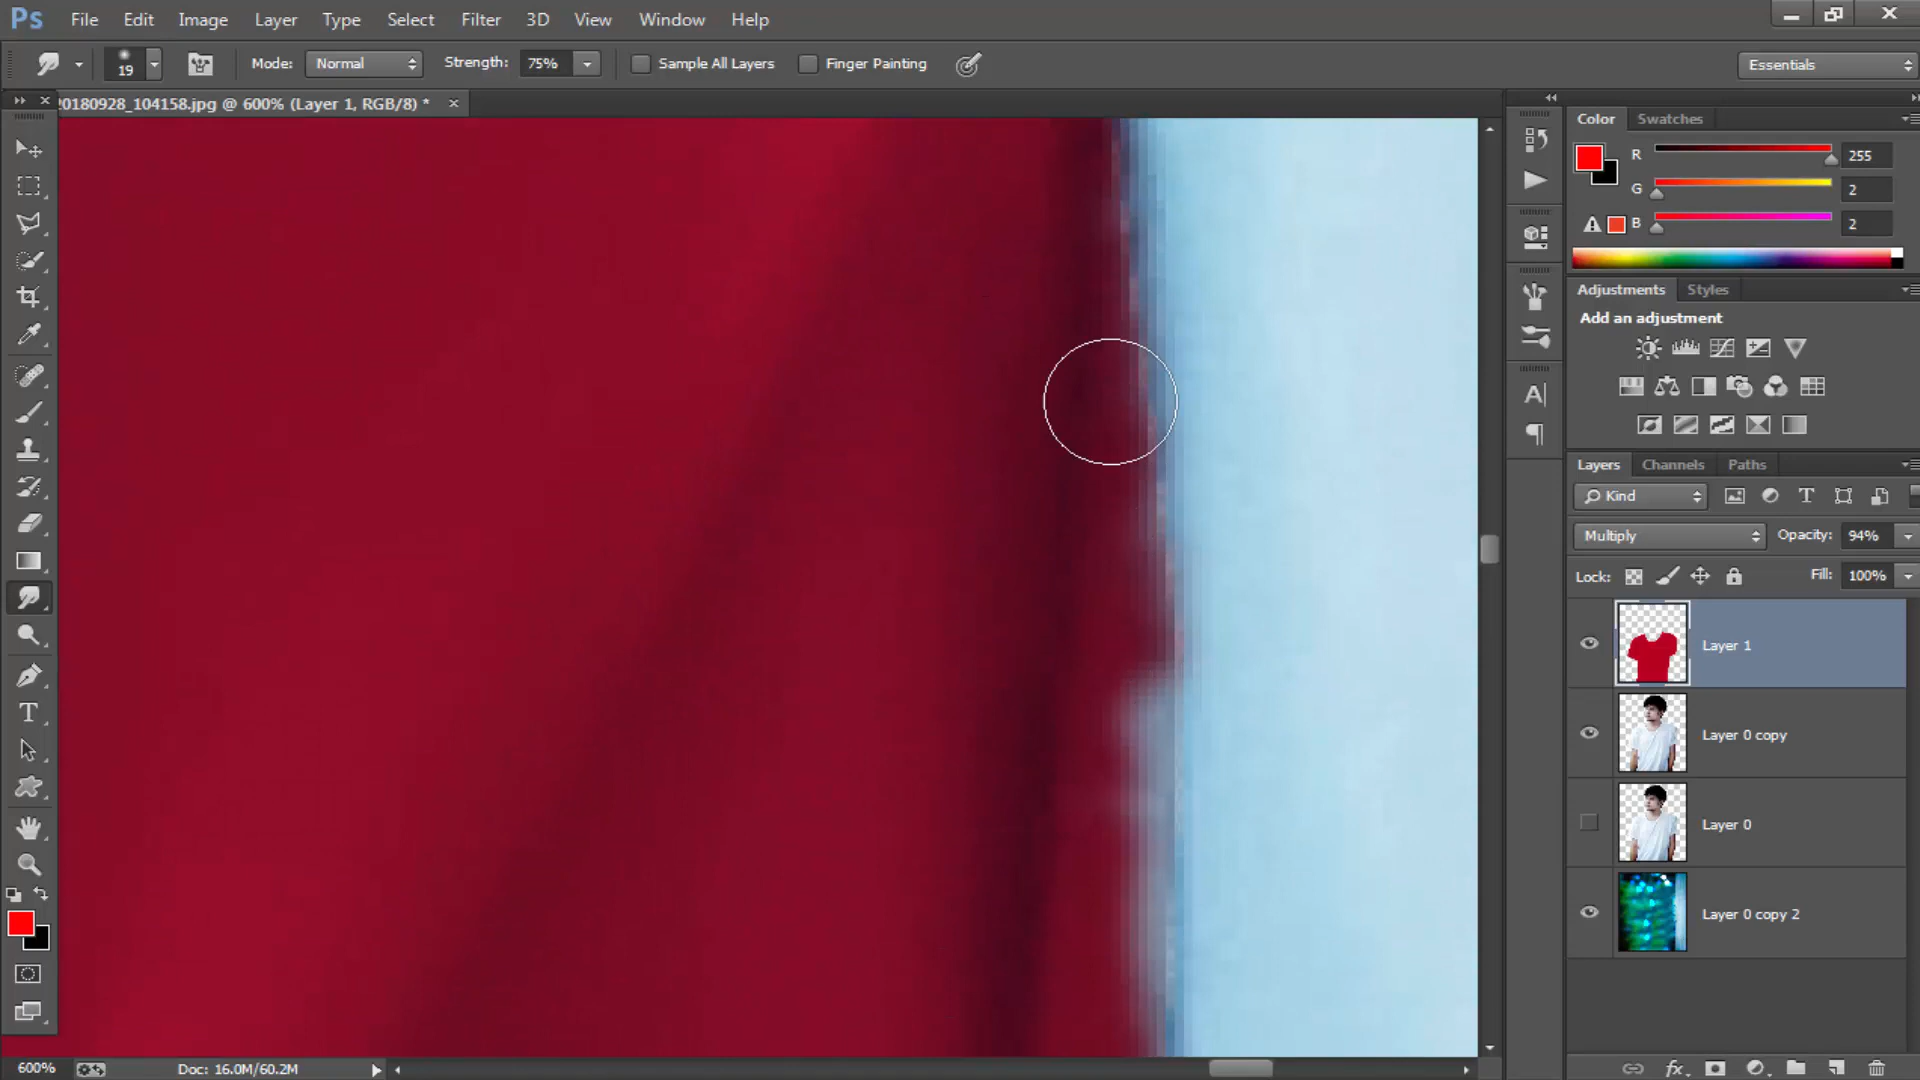 Ps File Edit Image Layer Type Select Filter 3D View Window Help
19 Mode: Normal Strength: 75% Sample All Layers Finger Painting Essentials
20180928_104158.jpg @ 600% (Layer 1, RGB/8) *
Color Swatches
R 255
G 2
B 2
Adjustments Styles
Add an adjustment
Layers Channels Paths
Kind
Multiply Opacity: 94%
Lock: Fill: 100%
Layer 1
Layer 0 copy
Layer 0
Layer 0 copy 2
600% Doc: 16.0M/60.2M